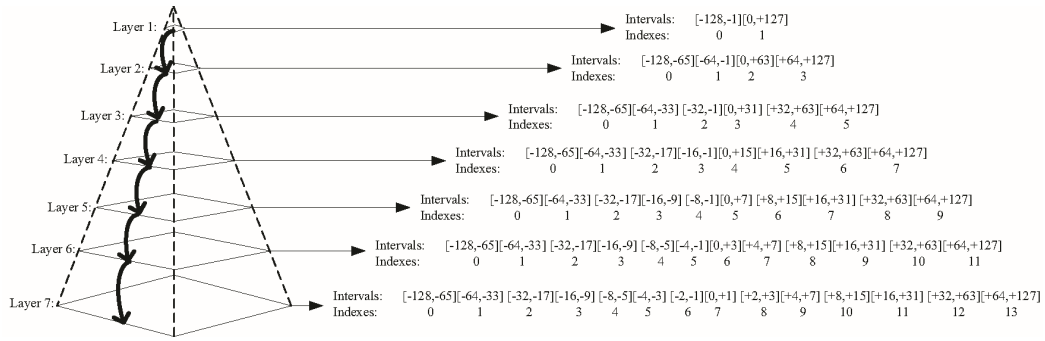 Layer 1:
Intervals: [-128,-1][0,+127]
Indexes: 0 1
Layer 2:
Intervals: [-128,-65][-64,-1][0,+63][+64,+127]
Indexes: 0 1 2 3
Layer 3:
Intervals: [-128,-65][-64,-33] [-32,-1][0,+31] [+32,+63][+64,+127]
Indexes: 0 1 2 3 4 5
Layer 4:
Intervals: [-128,-65][-64,-33] [-32,-17][-16,-1][0,+15][+16,+31] [+32,+63][+64,+127]
Indexes: 0 1 2 3 4 5 6 7
Layer 5:
Intervals: [-128,-65][-64,-33] [-32,-17][-16,-9] [-8,-1][0,+7] [+8,+15][+16,+31] [+32,+63][+64,+127]
Indexes: 0 1 2 3 4 5 6 7 8 9
Layer 6:
Intervals: [-128,-65][-64,-33] [-32,-17][-16,-9] [-8,-5][-4,-1][0,+3][+4,+7] [+8,+15][+16,+31] [+32,+63][+64,+127]
Indexes: 0 1 2 3 4 5 6 7 8 9 10 11
Layer 7:
Intervals: [-128,-65][-64,-33] [-32,-17][-16,-9] [-8,-5][-4,-3] [-2,-1][0,+1] [+2,+3][+4,+7] [+8,+15][+16,+31] [+32,+63][+64,+127]
Indexes: 0 1 2 3 4 5 6 7 8 9 10 11 12 13